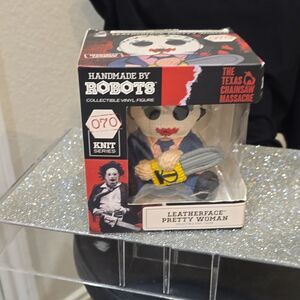 HANDMADE BY
ROBOTS
COLLECTIBLE VINYL FIGURE
070
KNIT
SERIES
THE
TEXAS
CHAINSAW
MASSACRE
LEATHERFACE
PRETTY WOMAN